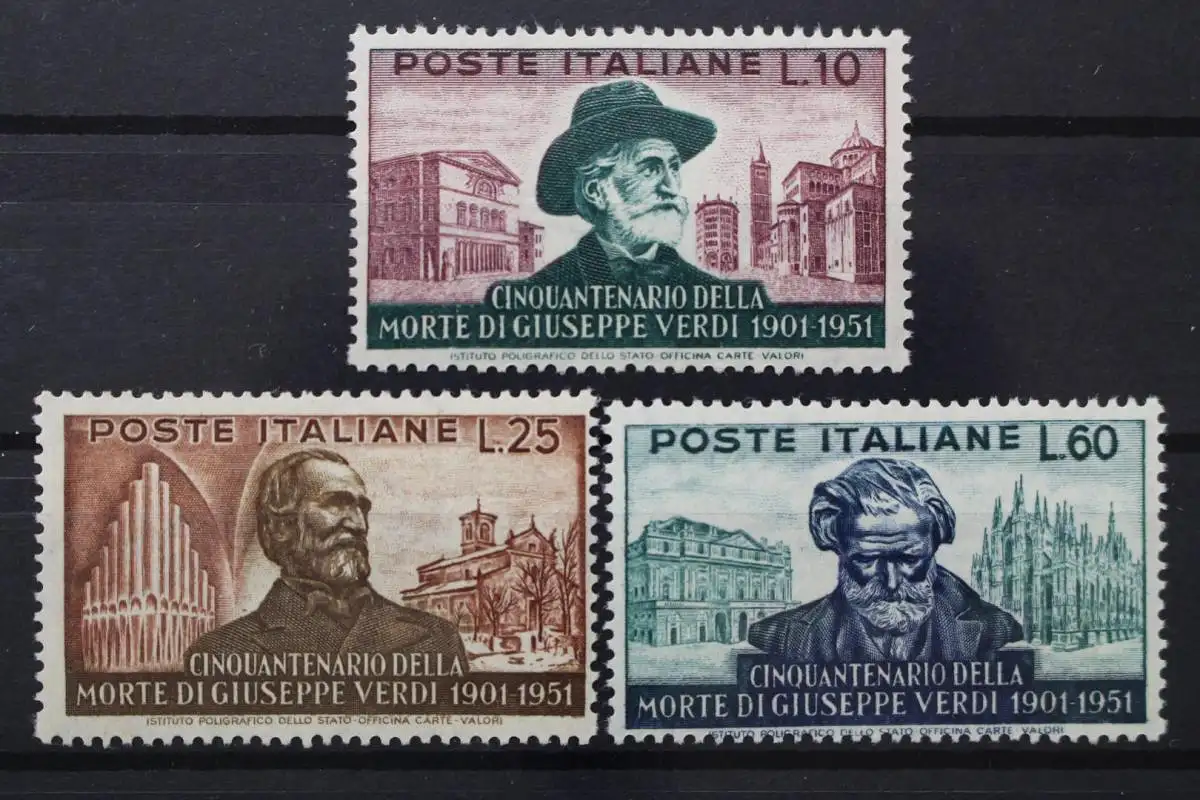 POSTE ITALIANE L.10
CINQUANTENARIO DELLA
MORTE DI GIUSEPPE VERDI 1901-1951
ISTITUTO POLIGRAFICO DELLO STATO-OFFICINA CARTE-VALORI
POSTE ITALIANE L.25
CINQUANTENARIO DELLA
MORTE DI GIUSEPPE VERDI 1901-1951
ISTITUTO POLIGRAFICO DELLO STATO-OFFICINA CARTE-VALORI
POSTE ITALIANE L.60
CINQUANTENARIO DELLA
MORTE DI GIUSEPPE VERDI 1901-1951
ISTITUTO POLIGRAFICO DELLO STATO OFFICINA CARTE-VALORI